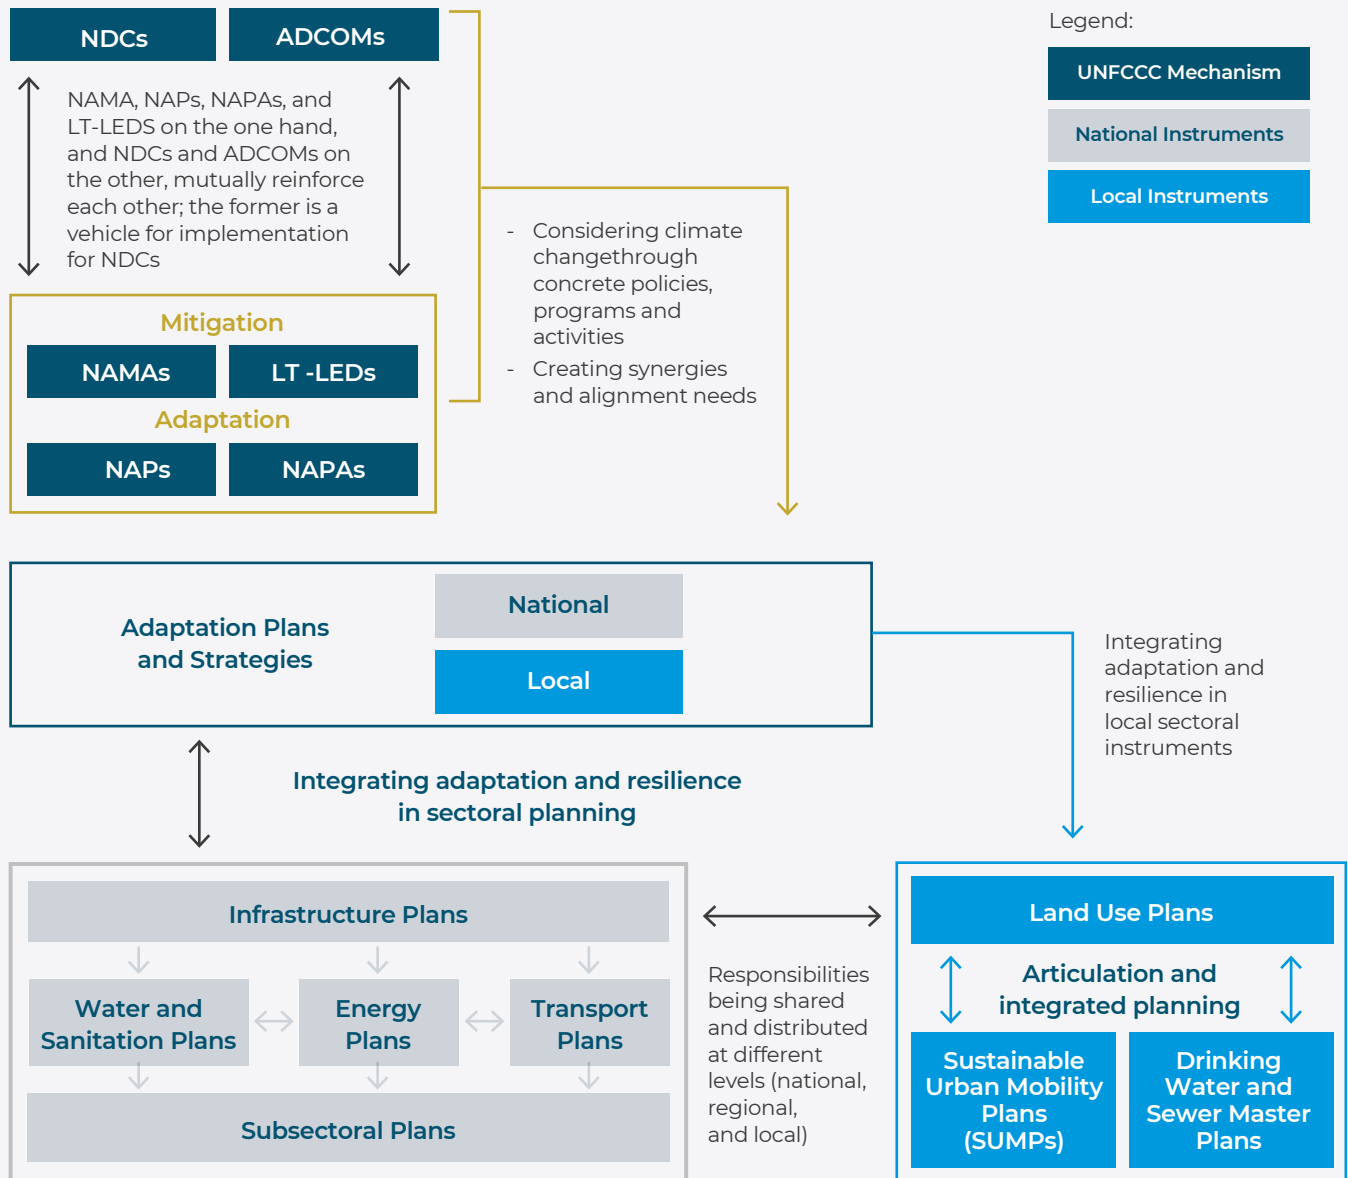 NDCs
ADCOMs
NAMA, NAPs, NAPAs, and
LT-LEDS on the one hand,
and NDCs and ADCOMs on
the other, mutually reinforce
each other; the former is a
vehicle for implementation
for NDCs
Mitigation
NAMAs
LT -LEDs
Adaptation
NAPs
NAPAs
- Considering climate
changethrough
concrete policies,
programs and
activities
- Creating synergies
and alignment needs
Legend:
UNFCCC Mechanism
National Instruments
Local Instruments
Adaptation Plans
and Strategies
National
Local
Integrating
adaptation and
resilience in
local sectoral
instruments
Integrating adaptation and resilience
in sectoral planning
Infrastructure Plans
Water and
Sanitation Plans
Energy
Plans
Transport
Plans
Subsectoral Plans
Responsibilities
being shared
and distributed
at different
levels (national,
regional,
and local)
Land Use Plans
Articulation and
integrated planning
Sustainable
Urban Mobility
Plans
(SUMPs)
Drinking
Water and
Sewer Master
Plans